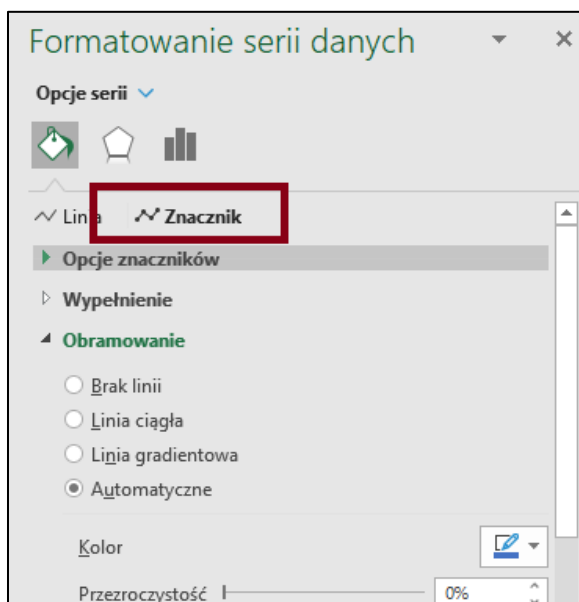 Formatowanie serii danych
Opcje serii
Linia Znacznik
Opcje znaczników
Wypełnienie
Obramowanie
Brak linii
Linia ciągła
Linia gradientowa
Automatyczne
Kolor
Przezroczystość 0%